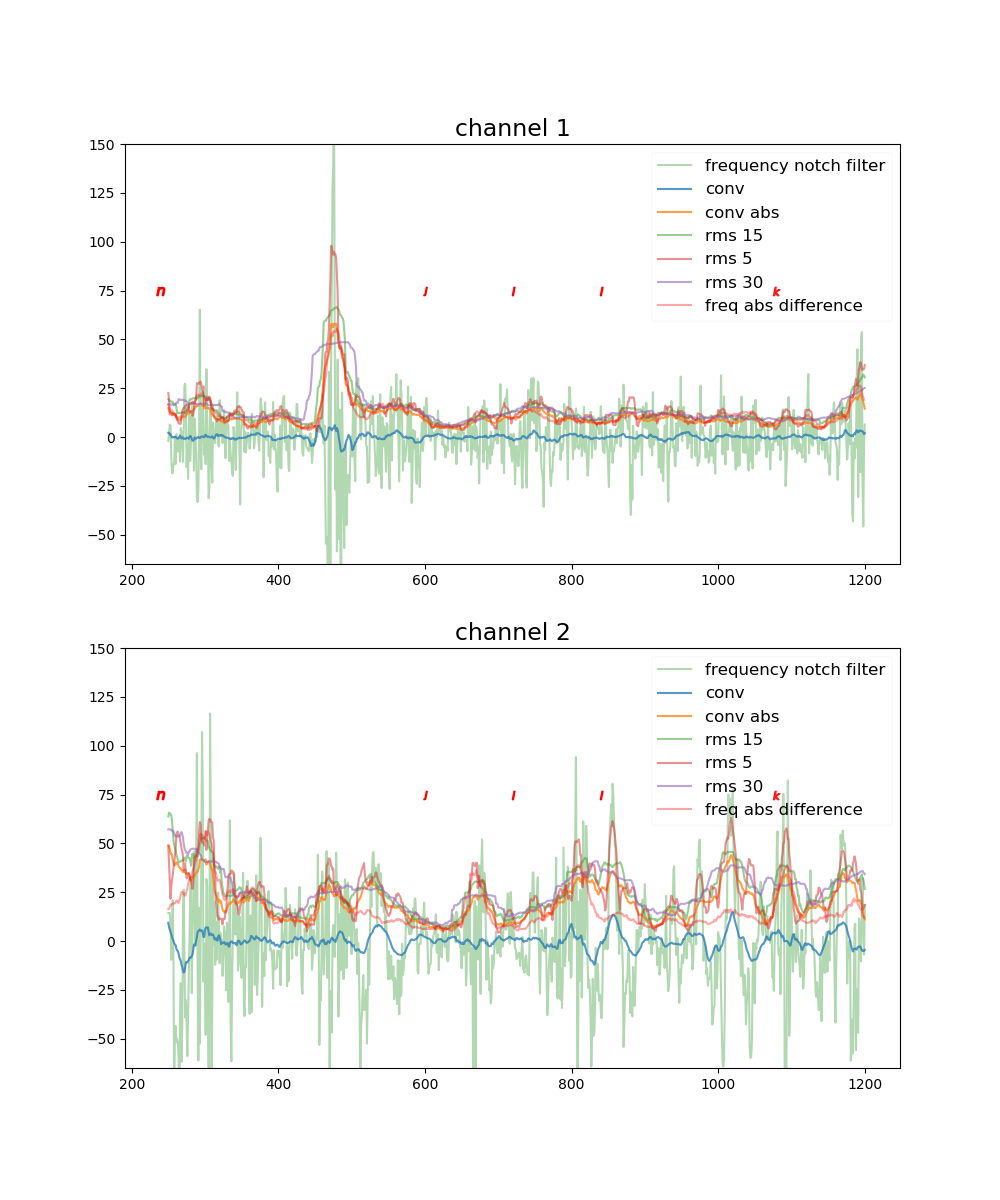 channel 1
150
125
100
75
50
25
0
−25
−50
200 400 600 800 1000 1200
frequency notch filter
conv
conv abs
rms 15
rms 5
rms 30
freq abs difference
n
k
channel 2
150
125
100
75
50
25
0
−25
−50
200 400 600 800 1000 1200
frequency notch filter
conv
conv abs
rms 15
rms 5
rms 30
freq abs difference
n
k